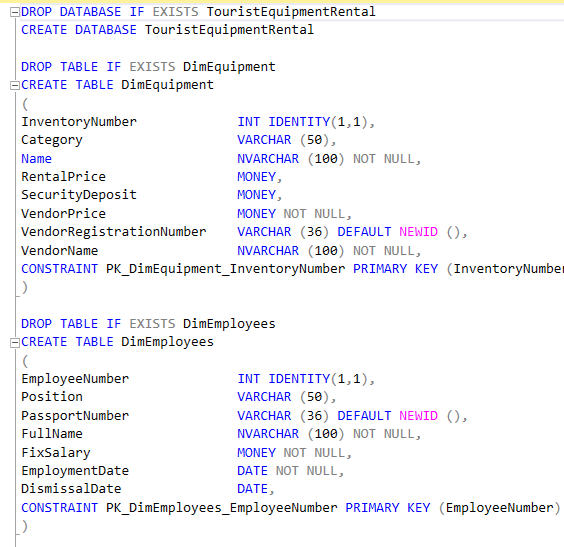 DROP DATABASE IF EXISTS TouristEquipmentRental
CREATE DATABASE TouristEquipmentRental
DROP TABLE IF EXISTS DimEquipment
CREATE TABLE DimEquipment
(
InventoryNumber INT IDENTITY(1,1),
Category VARCHAR (50),
Name NVARCHAR (100) NOT NULL,
RentalPrice MONEY,
SecurityDeposit MONEY,
VendorPrice MONEY NOT NULL,
VendorRegistrationNumber VARCHAR (36) DEFAULT NEWID (),
VendorName NVARCHAR (100) NOT NULL,
CONSTRAINT PK_DimEquipment_InventoryNumber PRIMARY KEY (InventoryNumber
)
DROP TABLE IF EXISTS DimEmployees
CREATE TABLE DimEmployees
(
EmployeeNumber INT IDENTITY(1,1),
Position VARCHAR (50),
PassportNumber VARCHAR (36) DEFAULT NEWID (),
FullName NVARCHAR (100) NOT NULL,
FixSalary MONEY NOT NULL,
EmploymentDate DATE NOT NULL,
DismissalDate DATE,
CONSTRAINT PK_DimEmployees_EmployeeNumber PRIMARY KEY (EmployeeNumber)
)